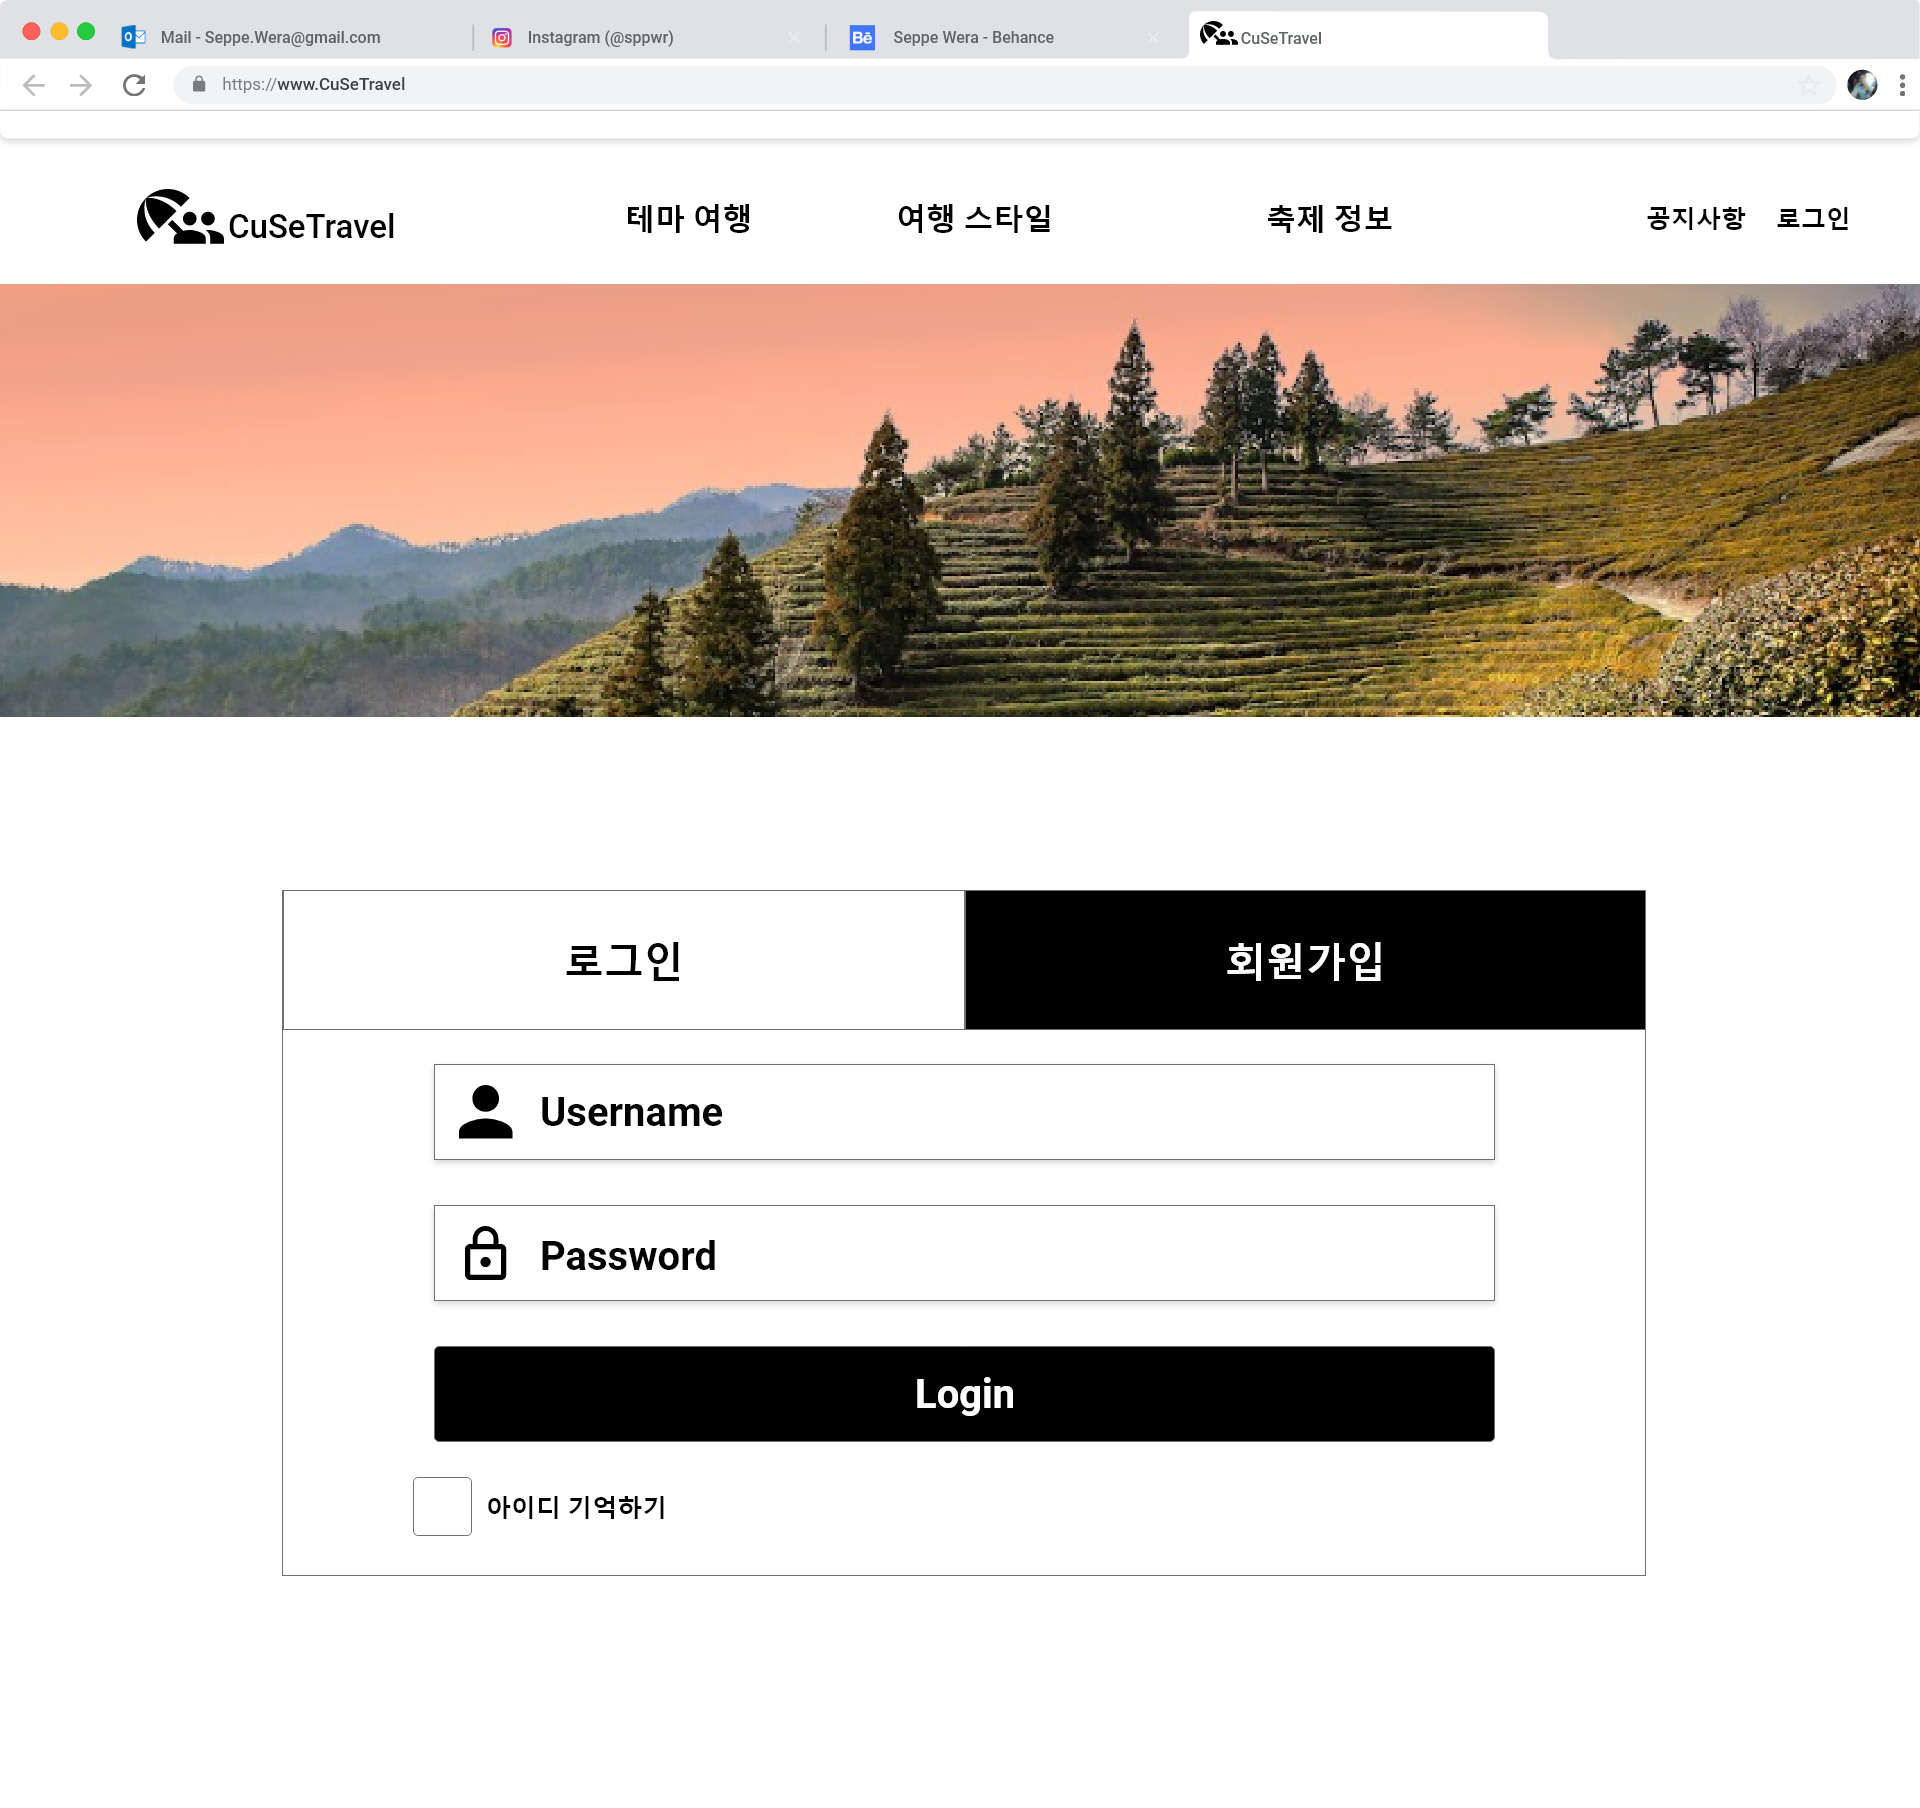 Mail - Seppe.Wera@gmail.com
Instagram (@sppwr)
Seppe Wera - Behance
CuSeTravel
https://www.CuSeTravel
CuSeTravel
테마 여행
여행 스타일
축제 정보
공지사항
로그인
로그인
회원가입
Username
Password
Login
아이디 기억하기